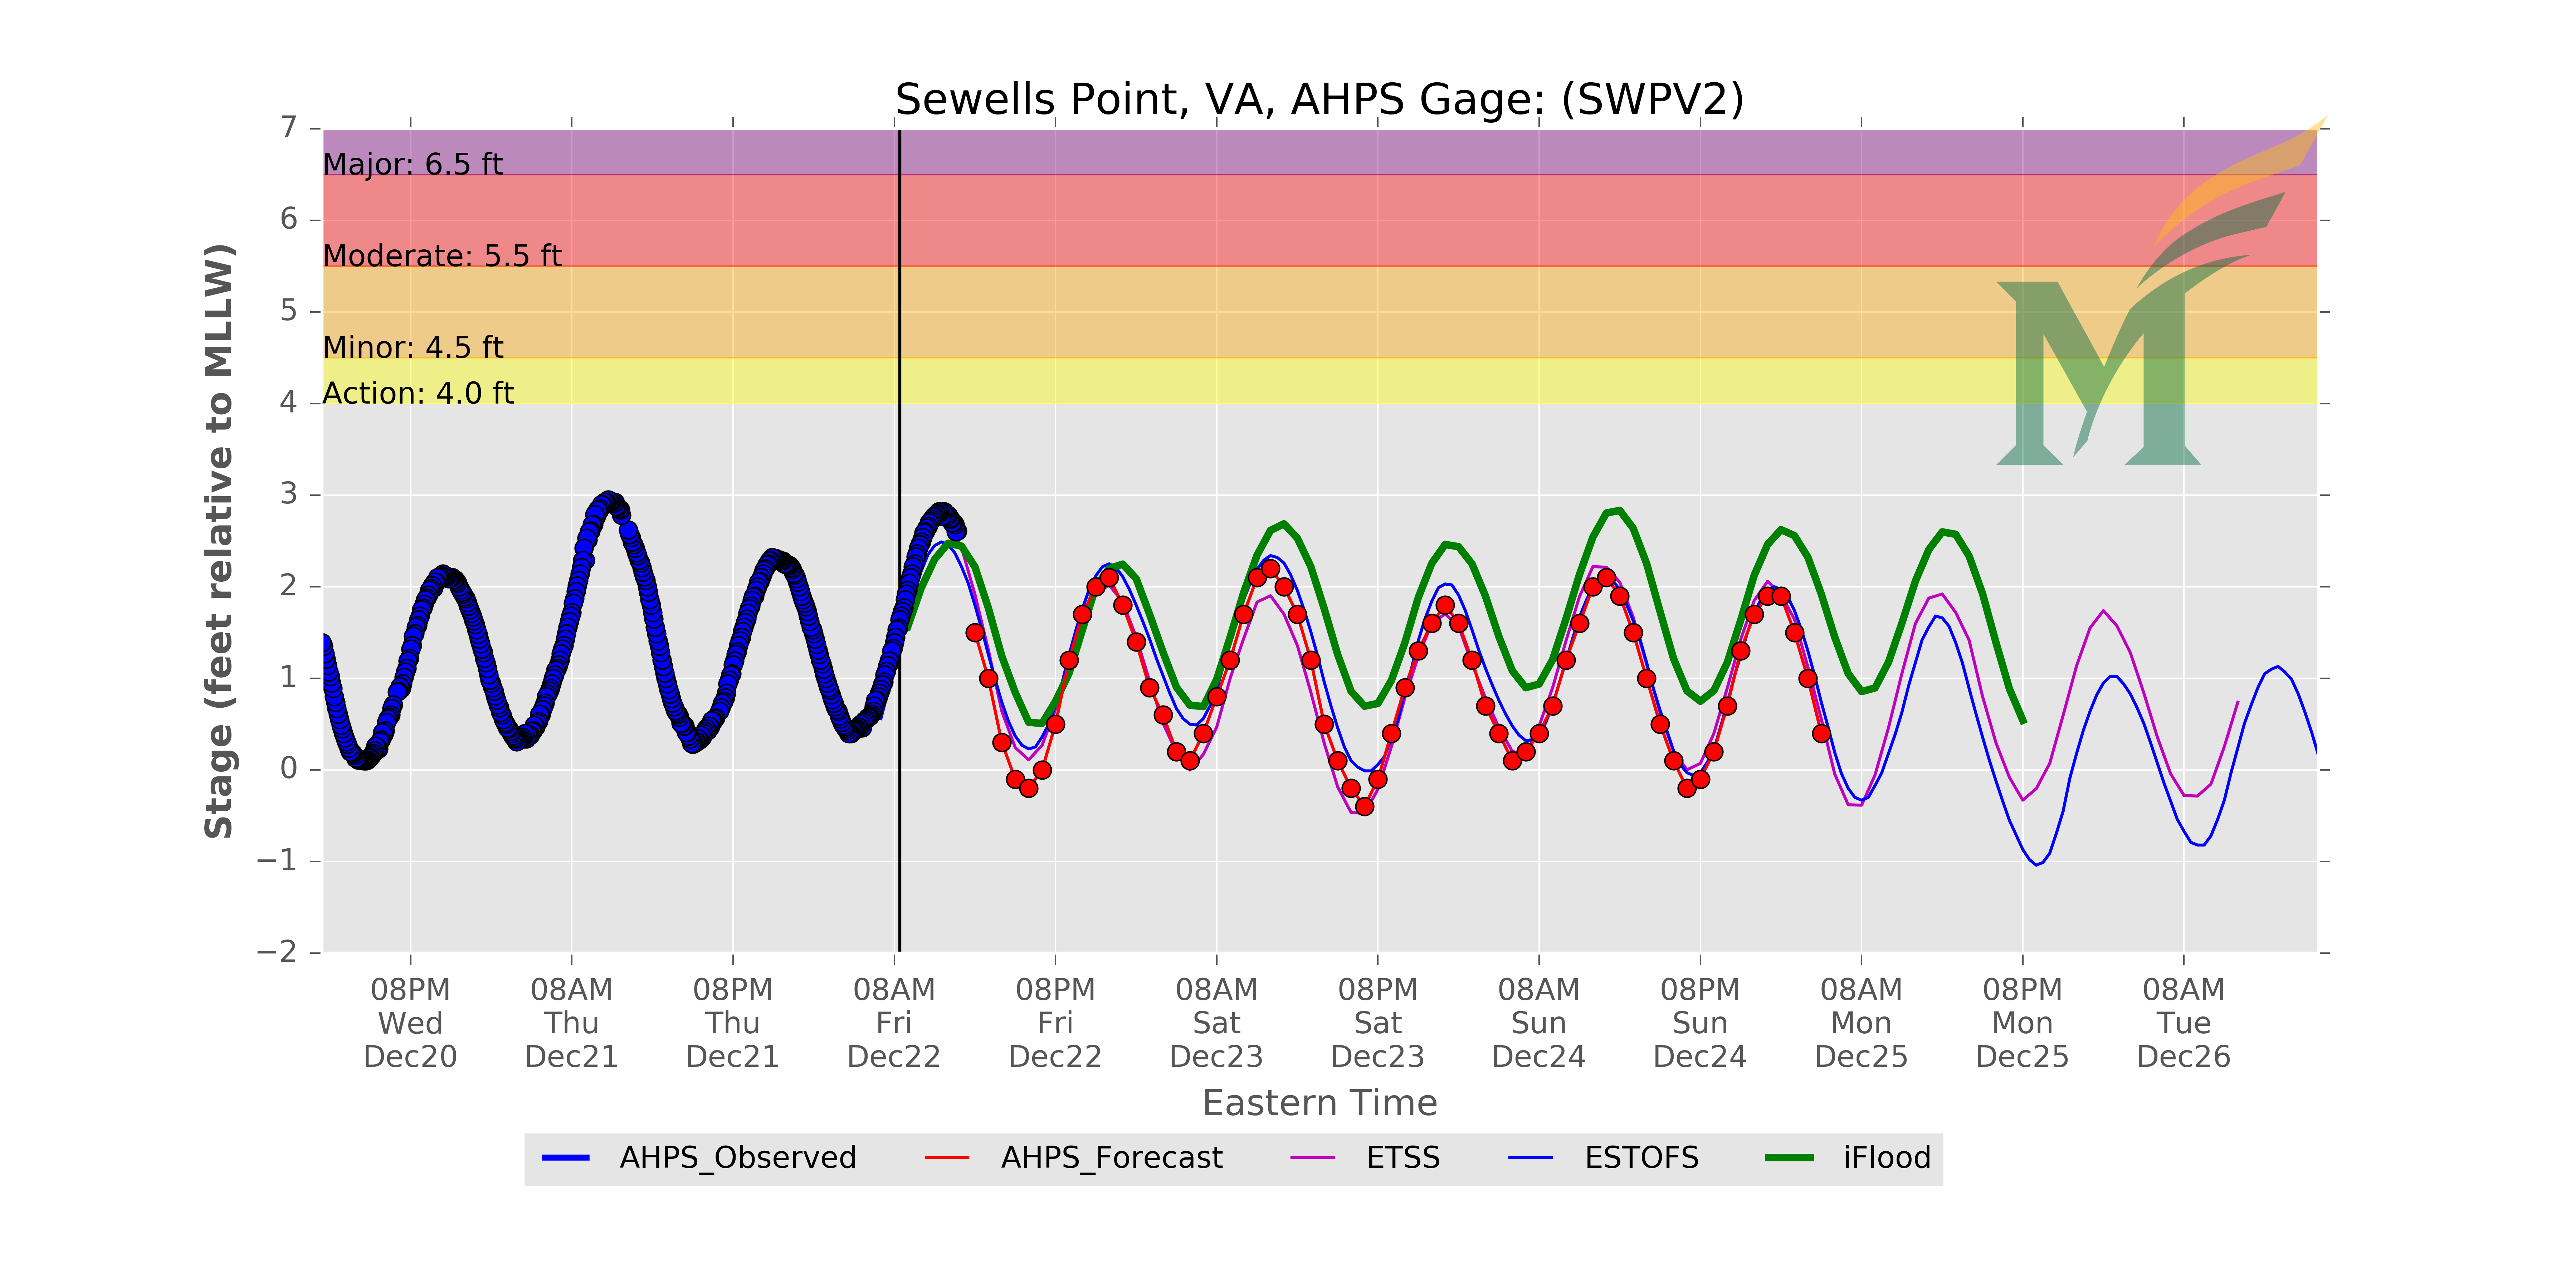 Sewells Point, VA, AHPS Gage: (SWPV2)
7
Major: 6.5 ft
6
Moderate: 5.5 ft
5
Minor: 4.5 ft
Action: 4.0 ft
4
3
2
1
0
−1
−2
Stage (feet relative to MLLW)
08PM 08AM 08PM 08AM 08PM 08AM 08PM 08AM 08PM 08AM 08PM 08AM
Wed Thu Thu Fri Fri Sat Sat Sun Sun Mon Mon Tue
Dec20 Dec21 Dec21 Dec22 Dec22 Dec23 Dec23 Dec24 Dec24 Dec25 Dec25 Dec26
Eastern Time
AHPS_Observed AHPS_Forecast ETSS ESTOFS iFlood
M